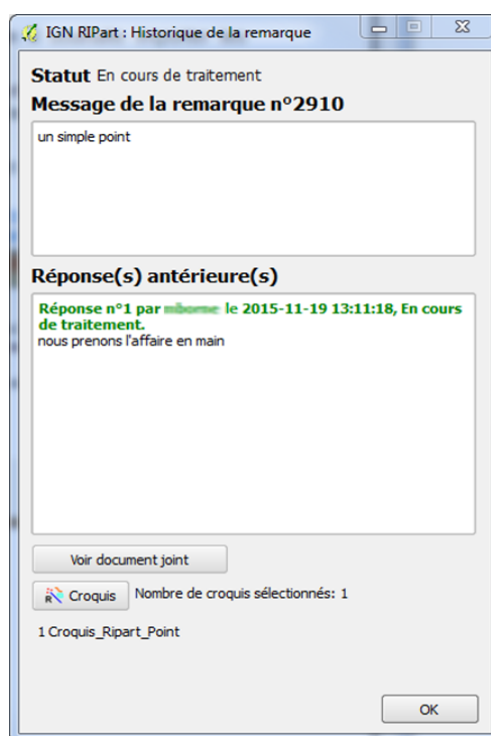 IGN RIPart : Historique de la remarque
Statut En cours de traitement
Message de la remarque n°2910
un simple point
Réponse(s) antérieure(s)
Réponse n°1 par le 2015-11-19 13:11:18, En cours
de traitement.
nous prenons l'affaire en main
Voir document joint
Croquis Nombre de croquis sélectionnés: 1
1 Croquis_Ripart_Point
OK